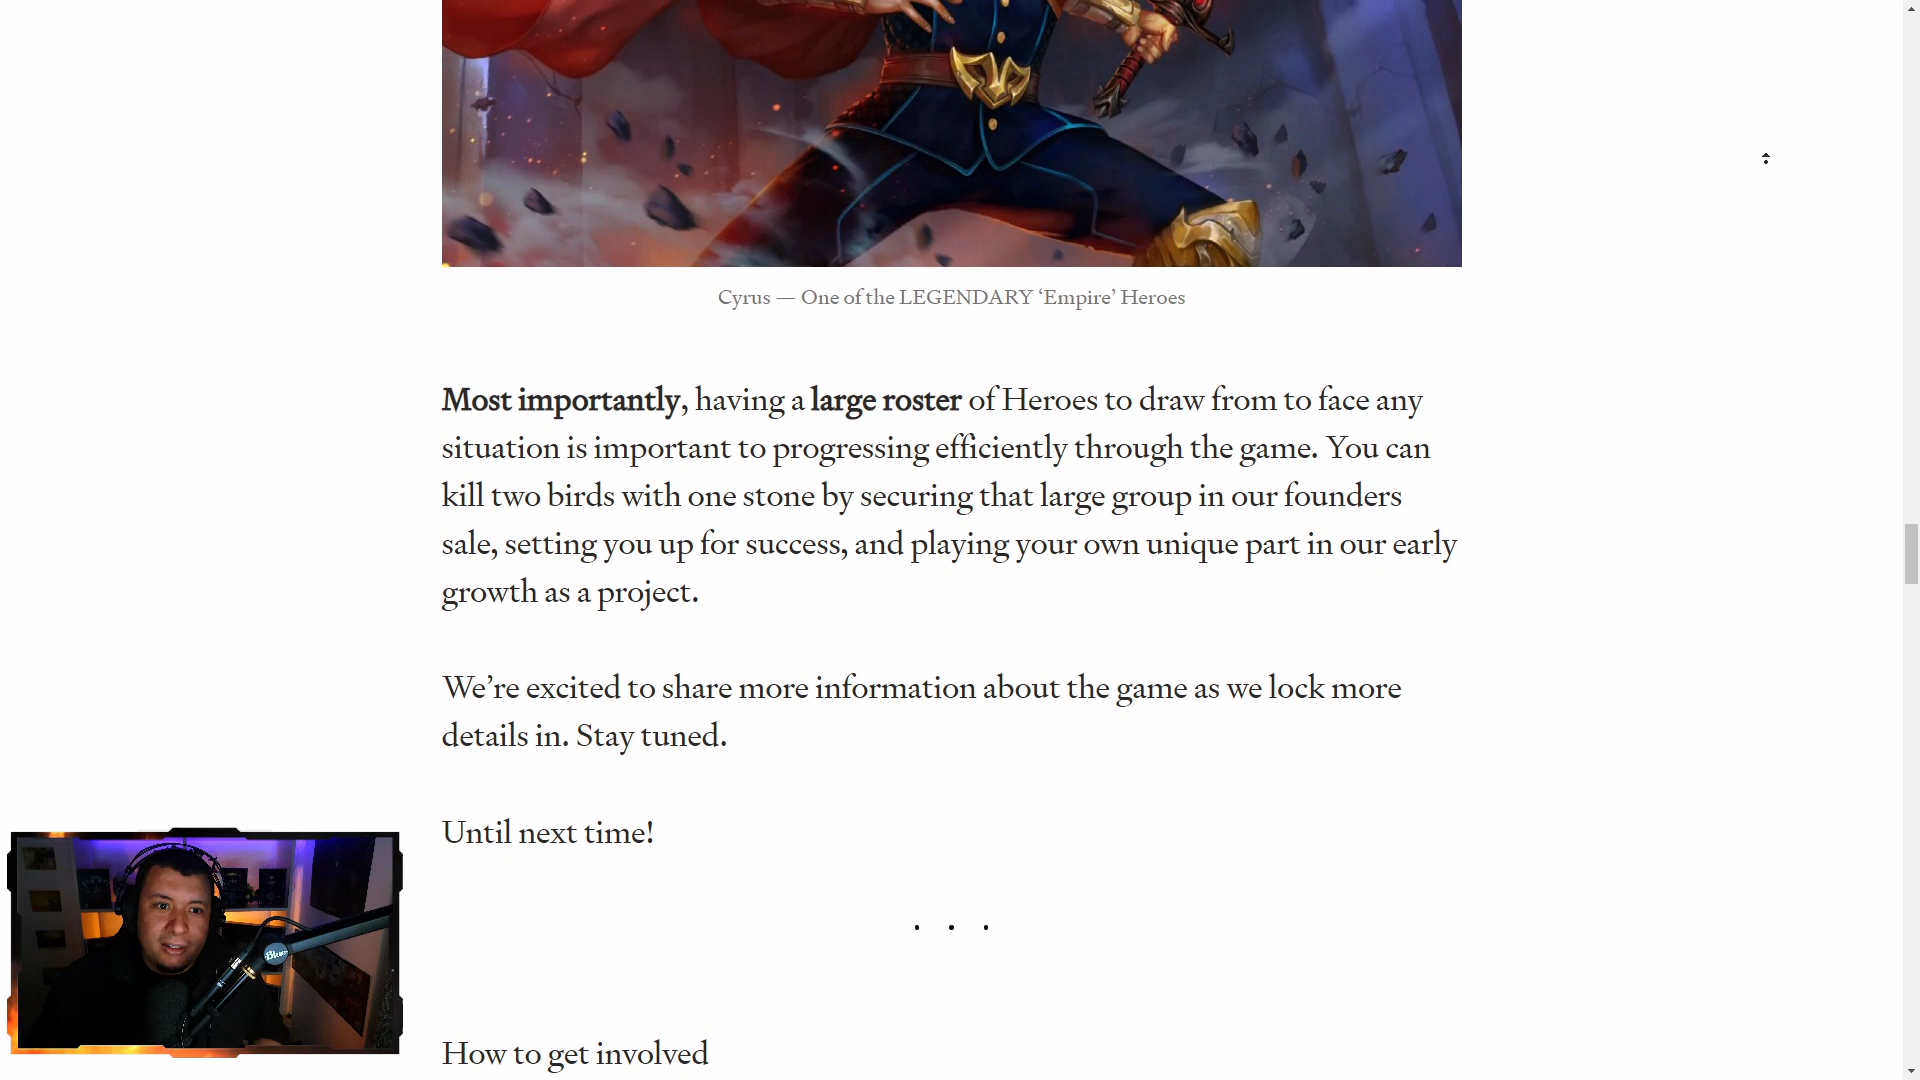 Cyrus — One of the LEGENDARY ‘Empire’ Heroes
Most importantly, having a large roster of Heroes to draw from to face any
situation is important to progressing efficiently through the game. You can
kill two birds with one stone by securing that large group in our founders
sale, setting you up for success, and playing your own unique part in our early
growth as a project.
We’re excited to share more information about the game as we lock more
details in. Stay tuned.
Until next time!
. . .
Blue
How to get involved